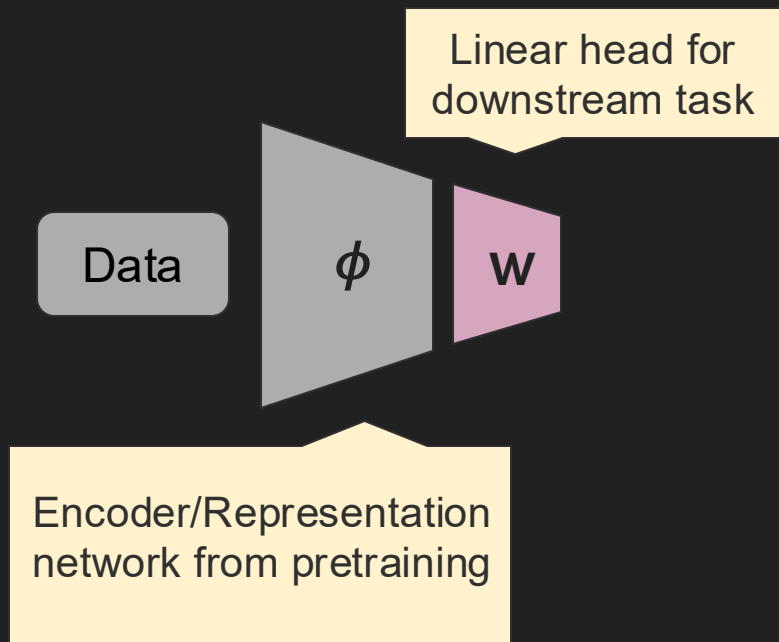 Linear head for
downstream task
Data
ϕ
w
Encoder/Representation
network from pretraining